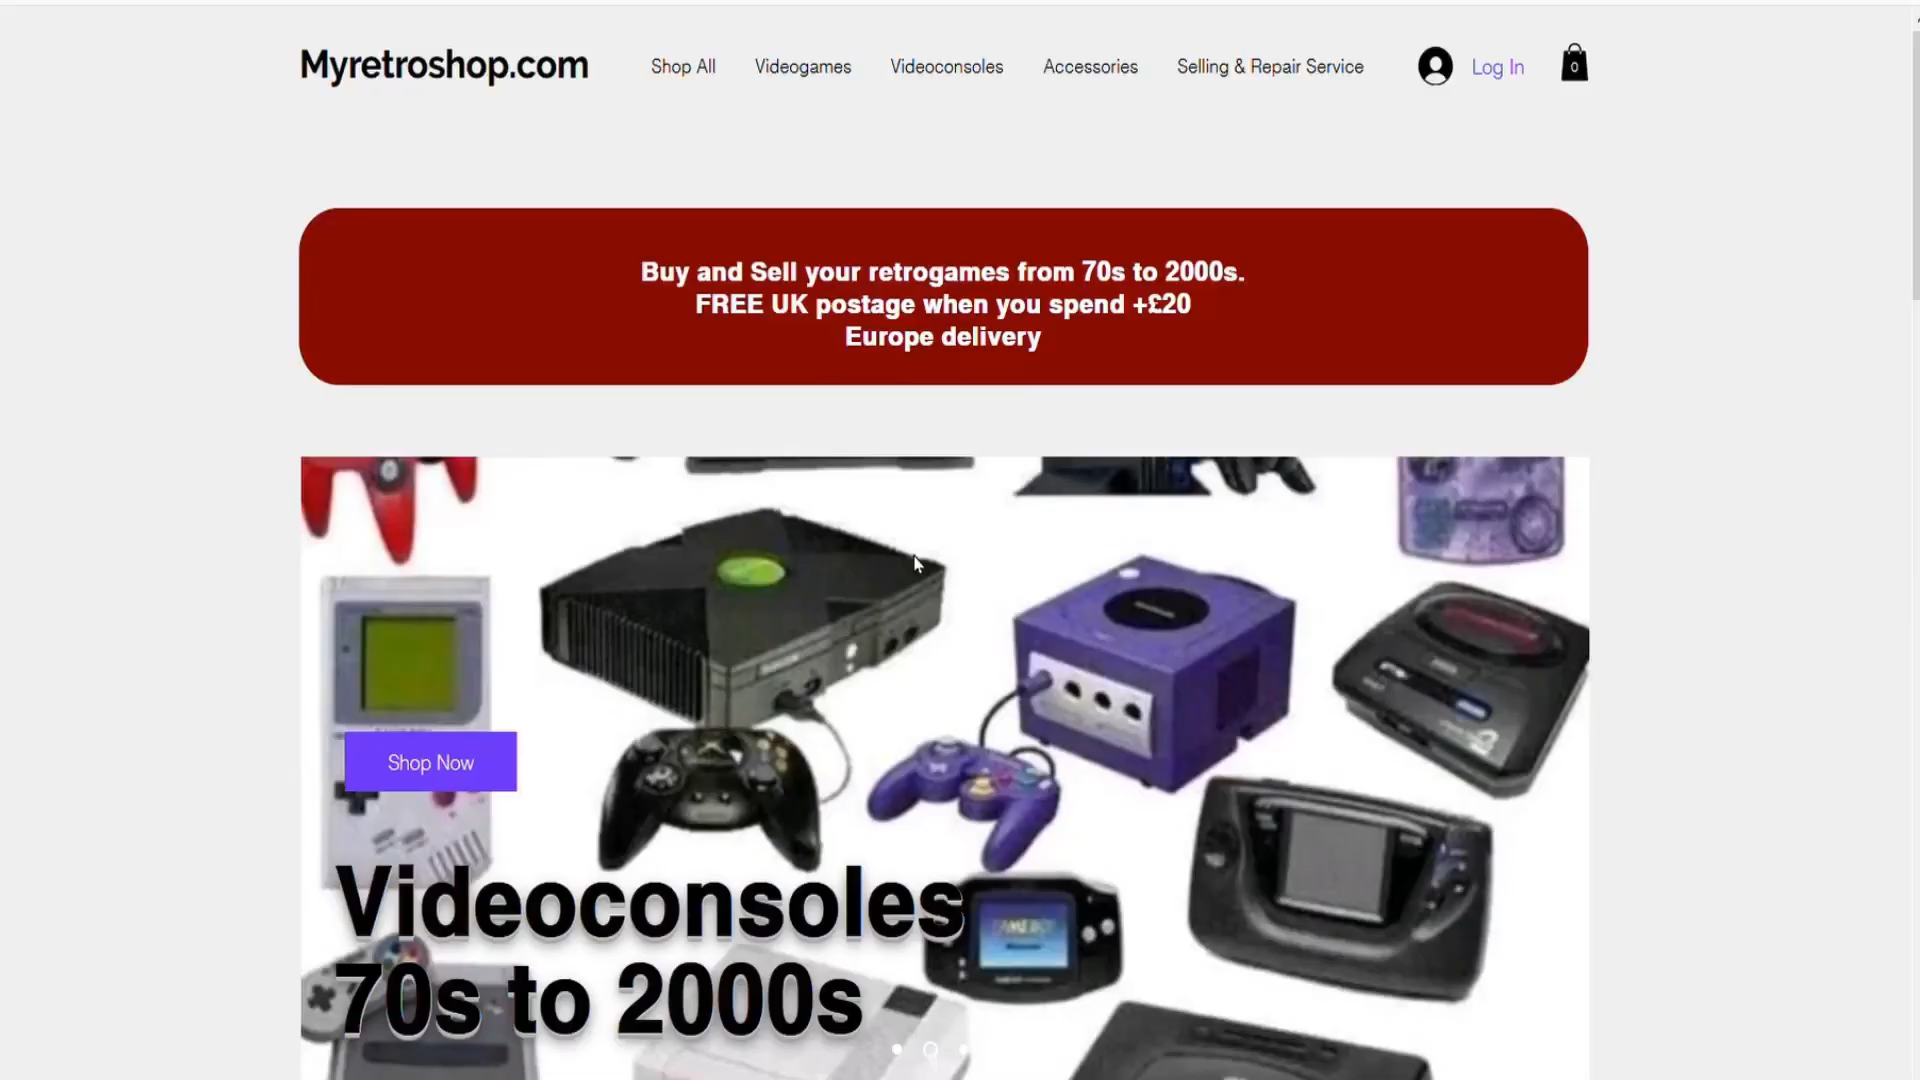 Myretroshop.com
Shop All
Videogames
Videoconsoles
Accessories
Selling & Repair Service
Log In
0
Buy and Sell your retrogames from 70s to 2000s.
FREE UK postage when you spend +£20
Europe delivery
Shop Now
Videoconsoles
70s to 2000s